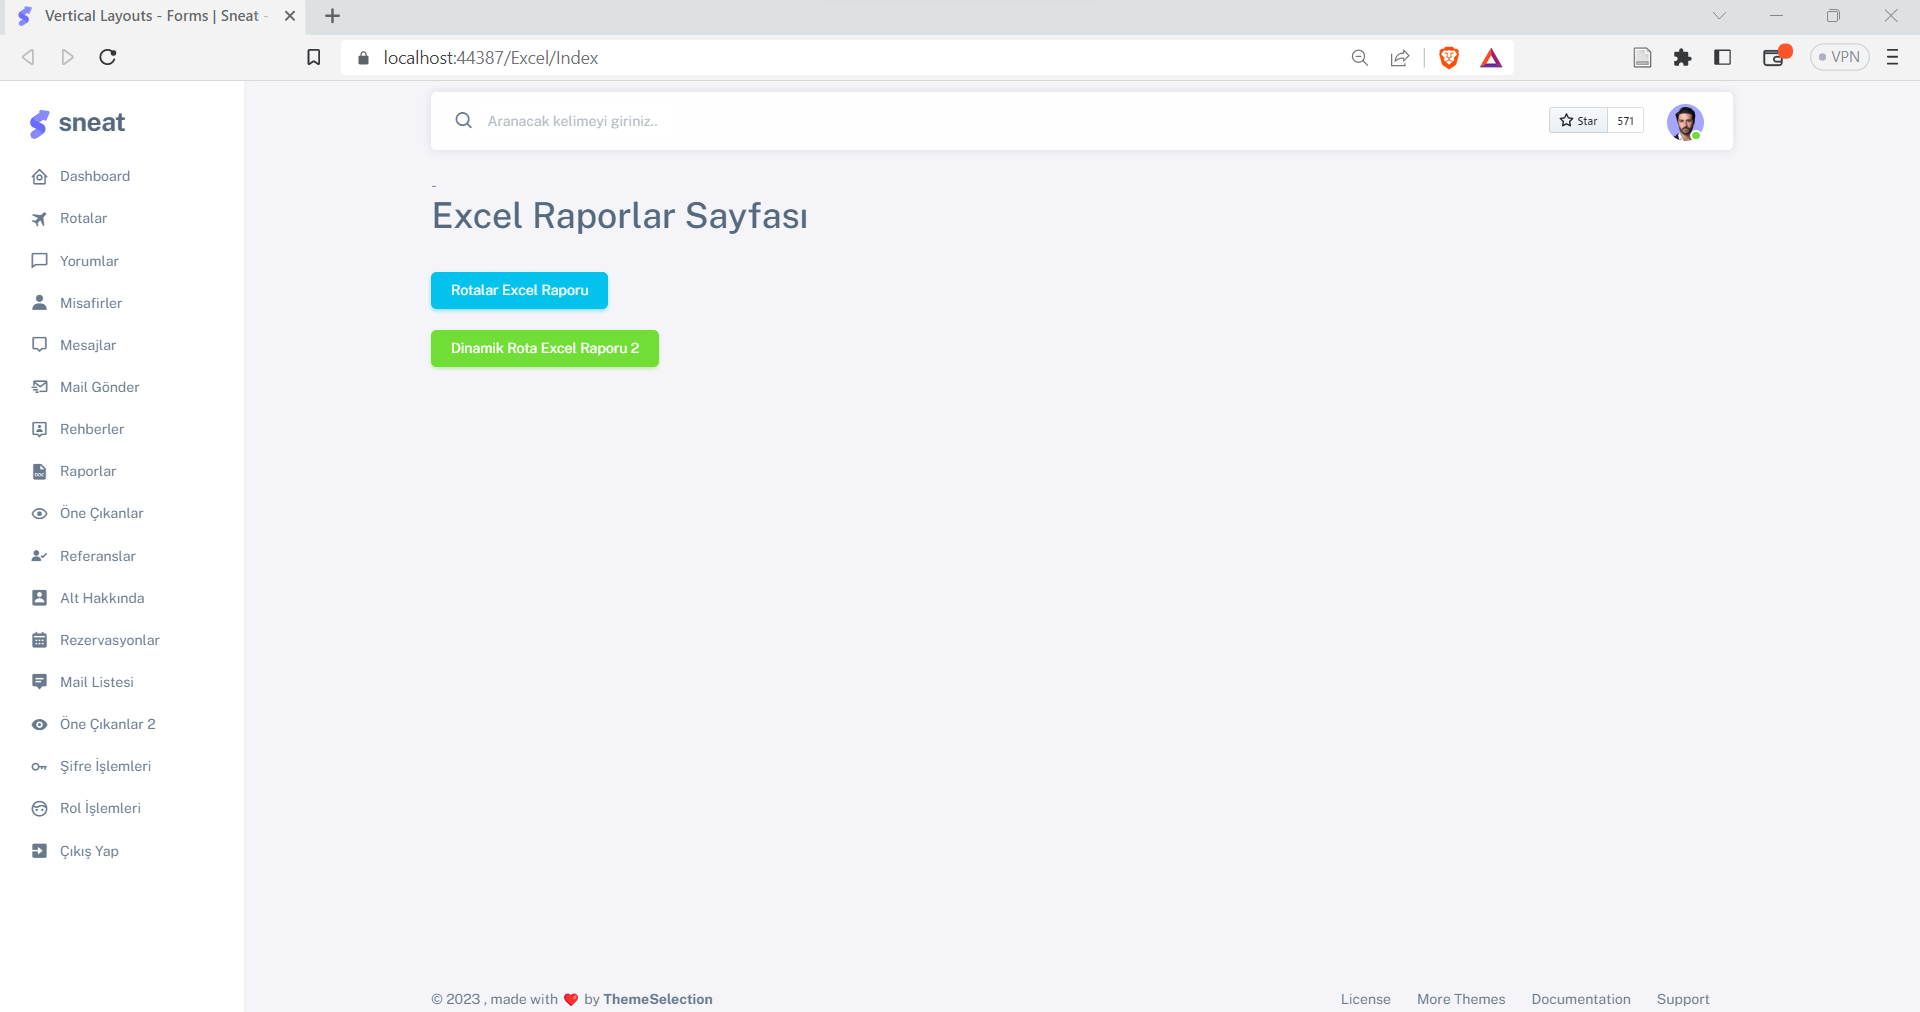 Vertical Layouts - Forms | Sneat -
localhost:44387/Excel/Index
VPN
sneat
Aranacak kelimeyi giriniz..
Star 571
Dashboard
Rotalar
Yorumlar
Misafirler
Mesajlar
Mail Gönder
Rehberler
Raporlar
Öne Çıkanlar
Referanslar
Alt Hakkında
Rezervasyonlar
Mail Listesi
Öne Çıkanlar 2
Şifre İşlemleri
Rol İşlemleri
Çıkış Yap
-
Excel Raporlar Sayfası
Rotalar Excel Raporu
Dinamik Rota Excel Raporu 2
© 2023 , made with ❤️ by ThemeSelection
License More Themes Documentation Support